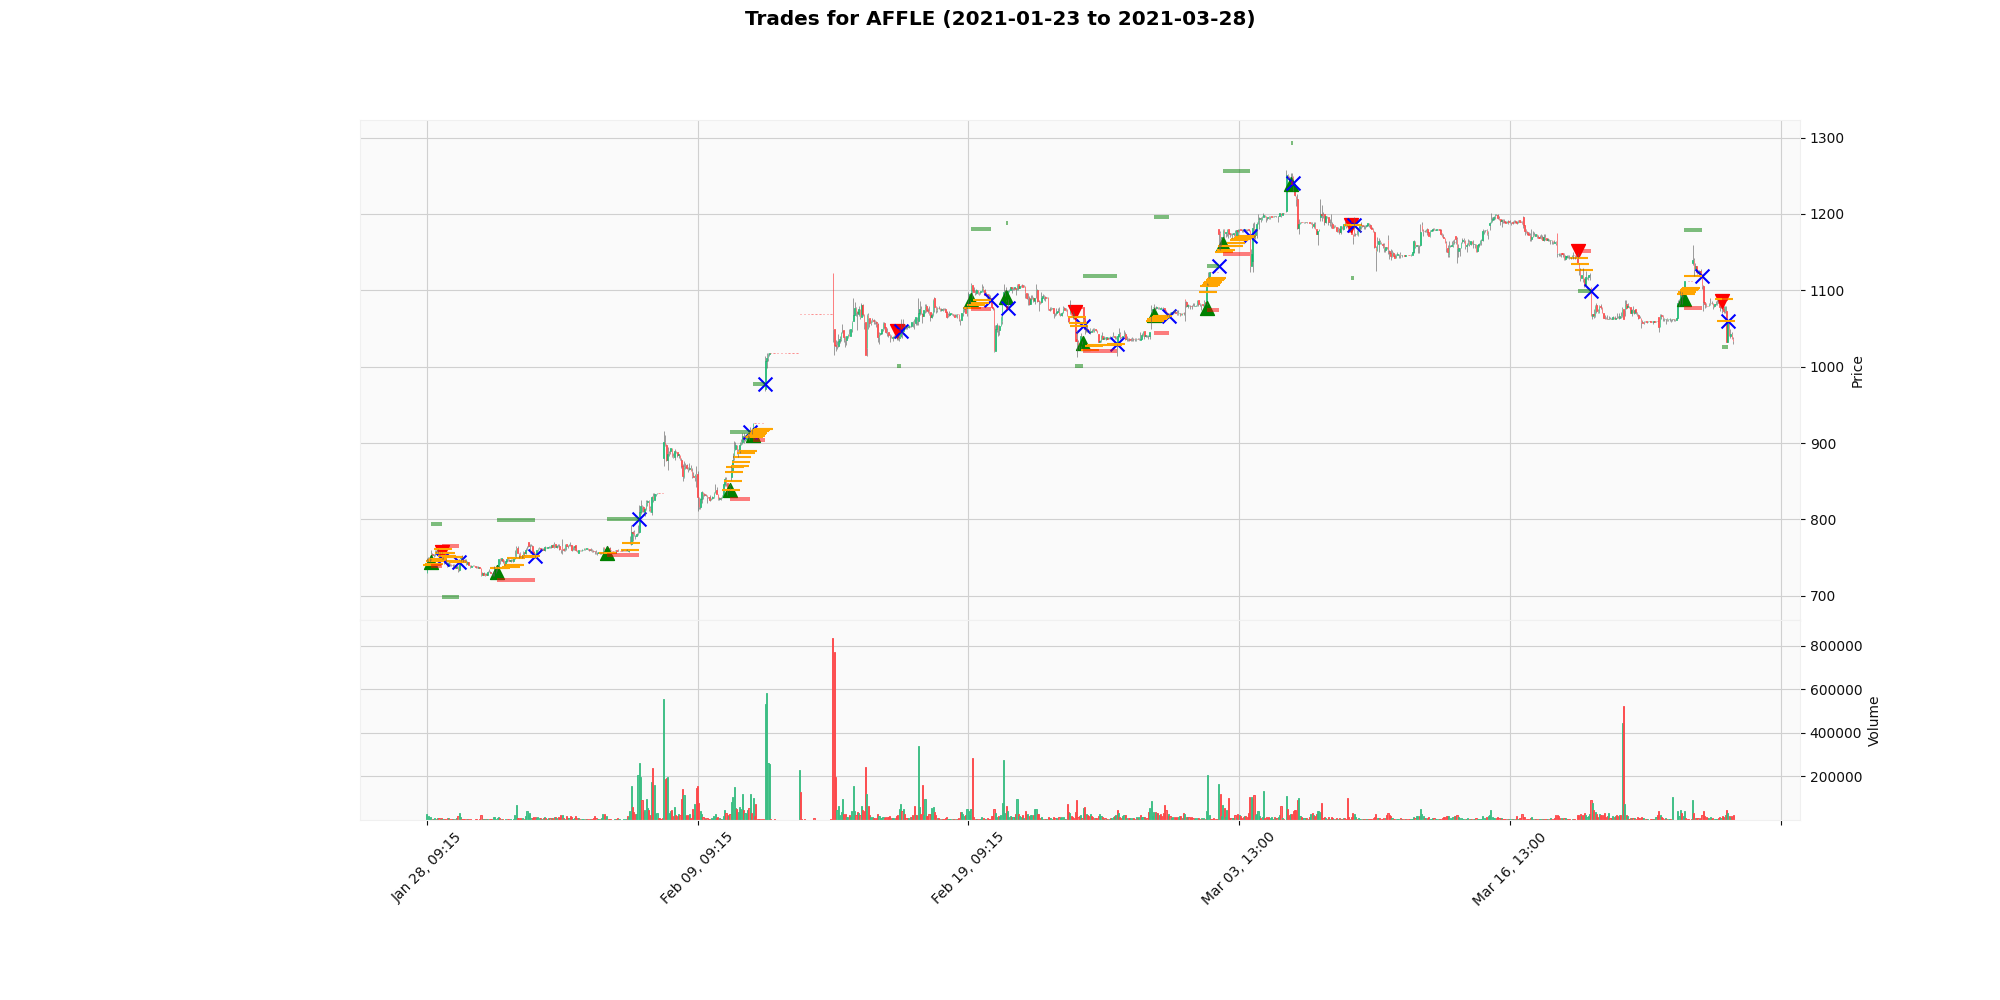 Trades for AFFLE (2021-01-23 to 2021-03-28)
1300
1200
1100
1000
900
800
700
Price
800000
600000
400000
200000
Volume
Jan 28, 09:15
Feb 09, 09:15
Feb 19, 09:15
Mar 03, 13:00
Mar 16, 13:00